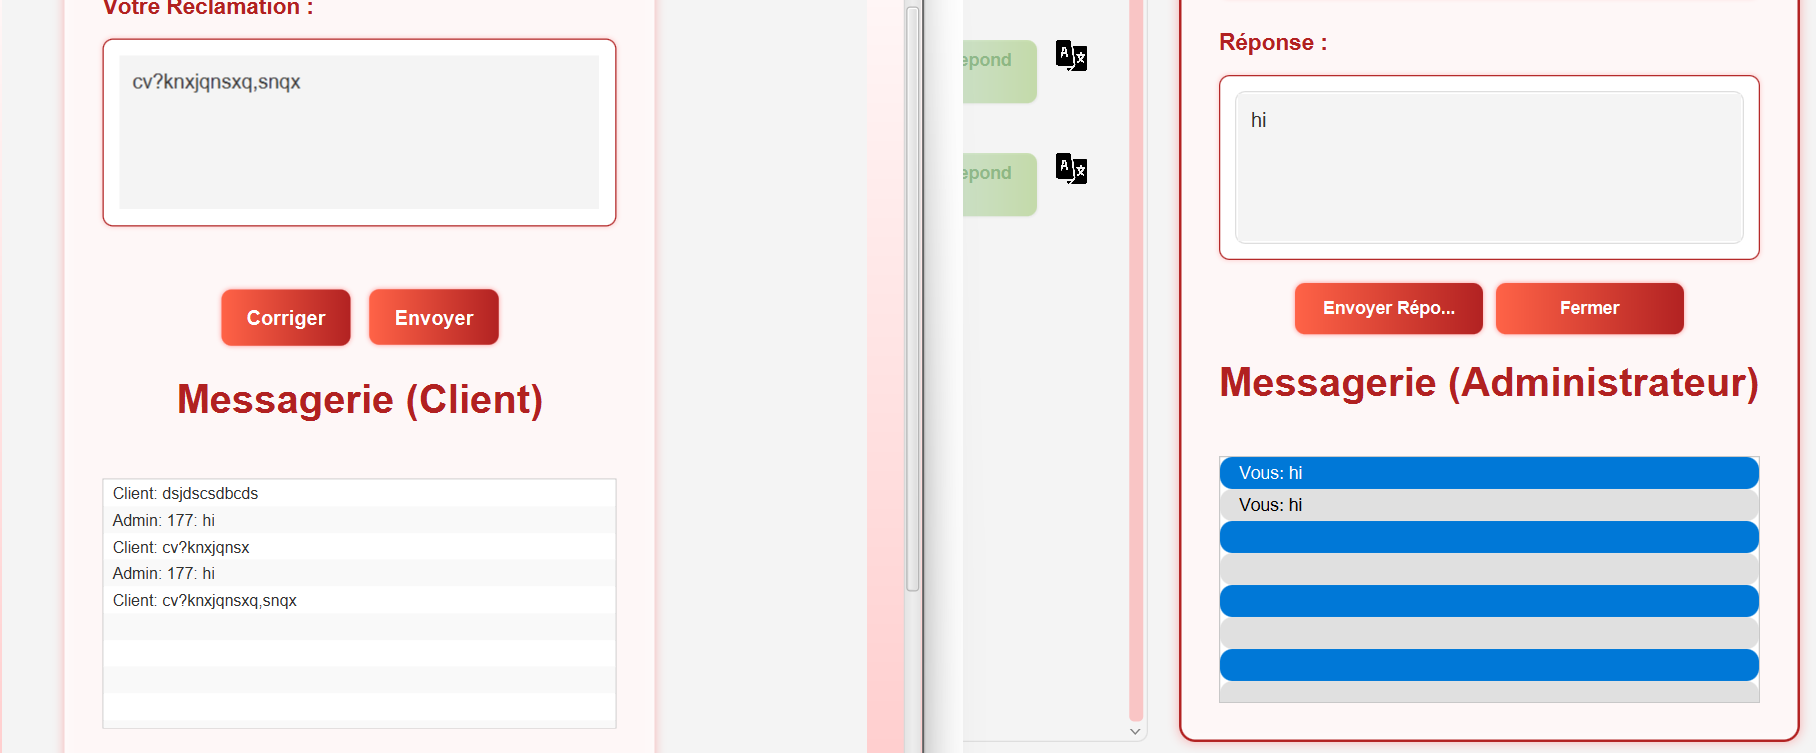 Votre Reclamation :
cv?knxjqnsxq,snqx
Corriger
Envoyer
Messagerie (Client)
Client: dsjdscsdbcds
Admin: 177: hi
Client: cv?knxjqnsx
Admin: 177: hi
Client: cv?knxjqnsxq,snqx
epond
epond
Réponse :
hi
Envoyer Répo...
Fermer
Messagerie (Administrateur)
Vous: hi
Vous: hi